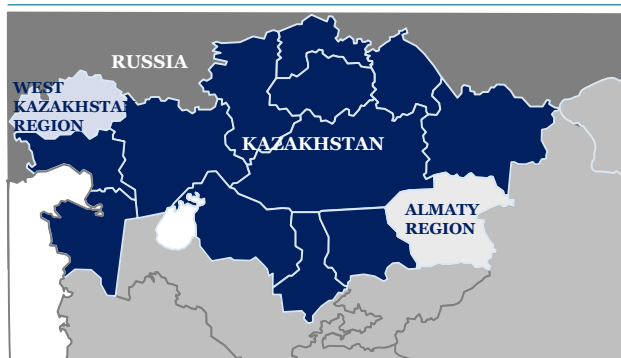 RUSSIA
WEST
KAZAKHSTAN
REGION
KAZAKHSTAN
ALMATY
REGION